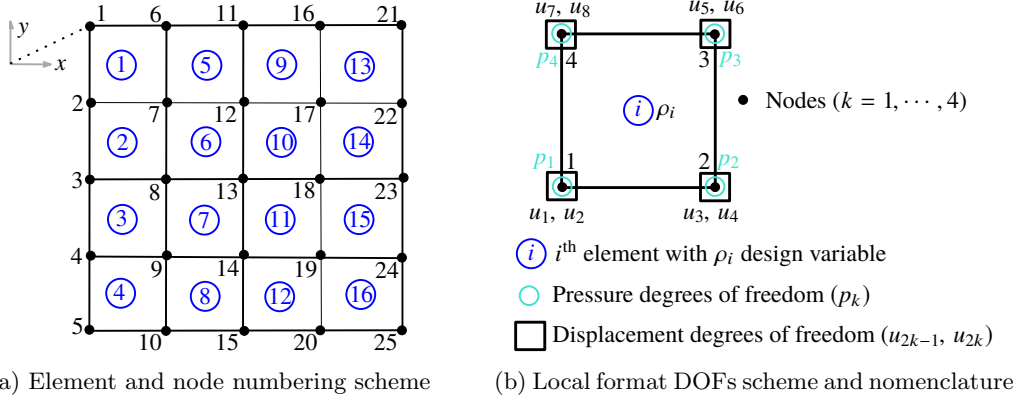 1 6 11 16 21
y
x
1 5 9 13
2 7 12 17 22
2 6 10 14
3 8 13 18 23
3 7 11 15
4 9 14 19 24
4 8 12 16
5 10 15 20 25
a) Element and node numbering scheme
u₇, u₈ u₅, u₆
p₄ 4 3 p₃
i ρᵢ
Nodes (k = 1, ⋯ , 4)
p₁ 1 2 p₂
u₁, u₂ u₃, u₄
i iᵗʰ element with ρᵢ design variable
Pressure degrees of freedom (pₖ)
Displacement degrees of freedom (u₂ₖ₋₁, u₂ₖ)
(b) Local format DOFs scheme and nomenclature